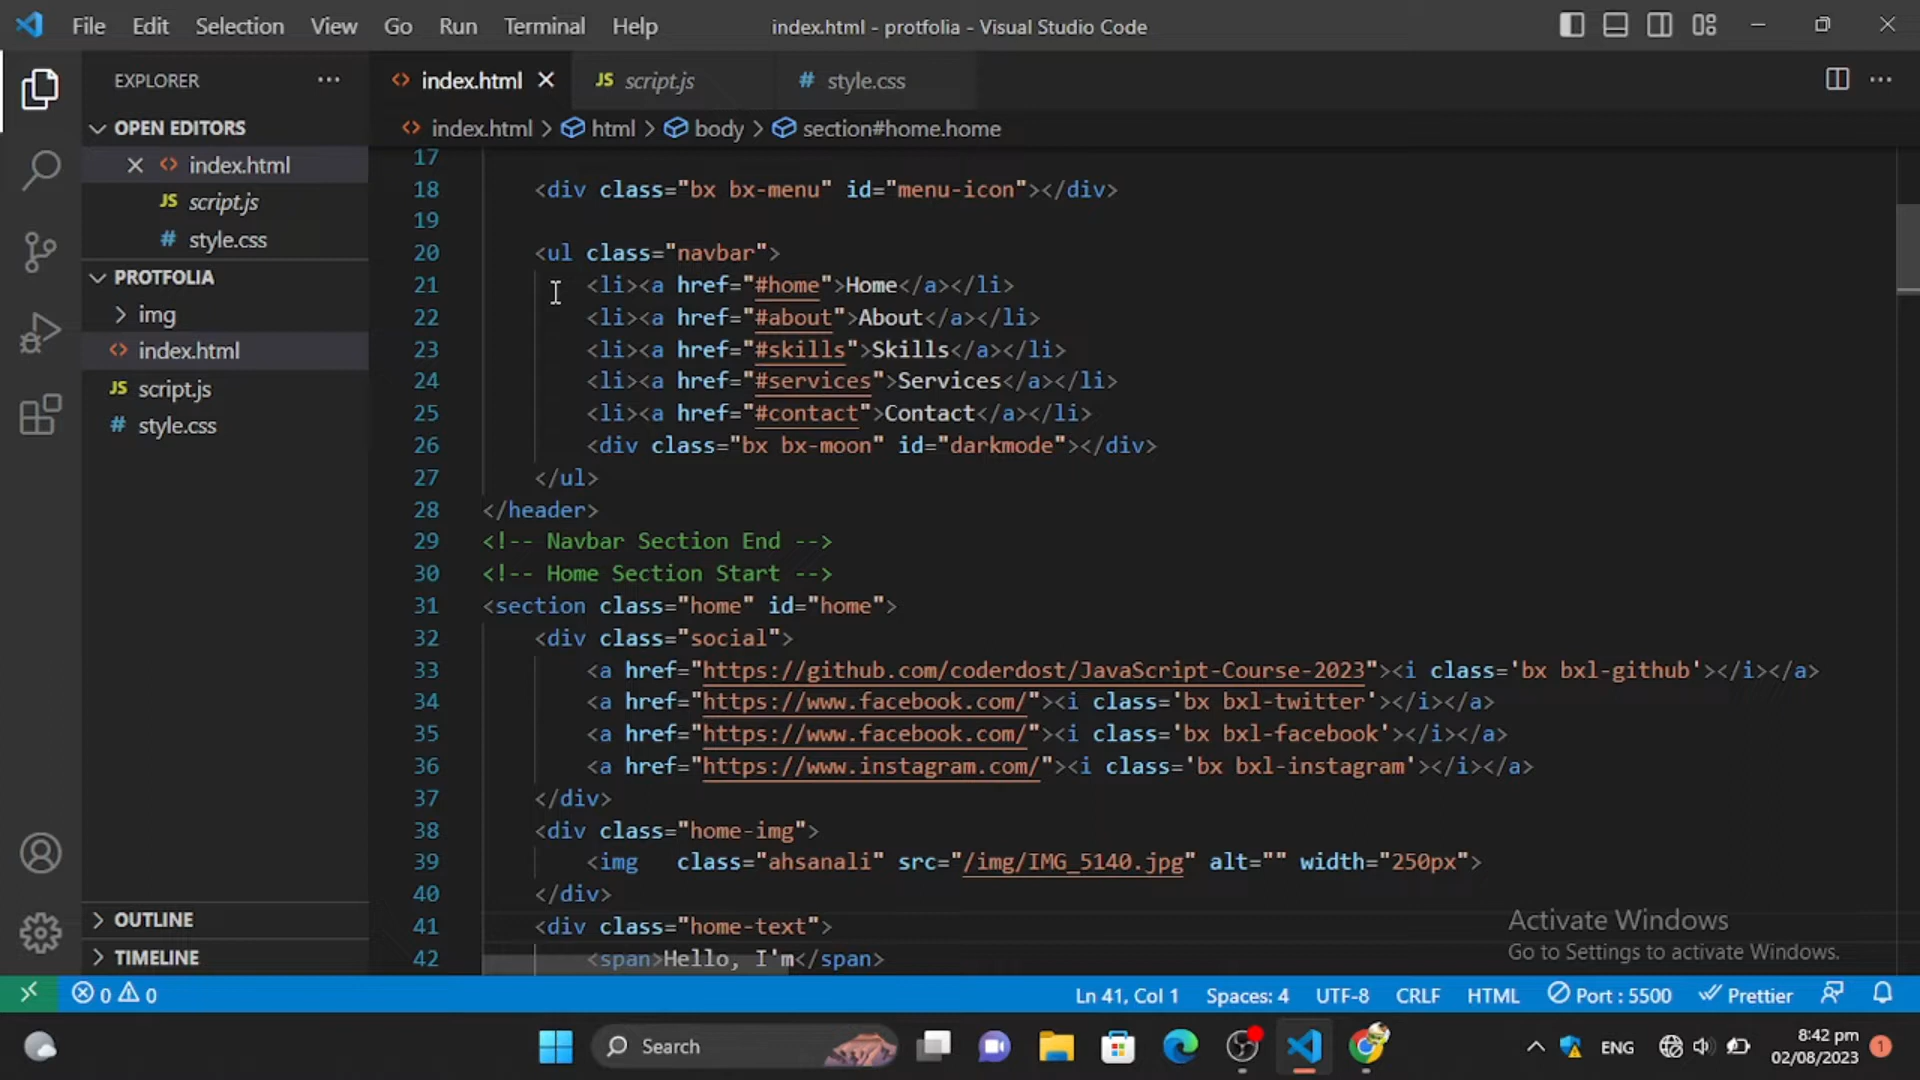 File Edit Selection View Go Run Terminal Help index.html - protfolia - Visual Studio Code
EXPLORER ···
index.html JS script.js # style.css
OPEN EDITORS
index.html > html > body > section#home.home
index.html
JS script.js
# style.css
PROTFOLIA
img
index.html
JS script.js
# style.css
OUTLINE
TIMELINE
17
18 <div class="bx bx-menu" id="menu-icon"></div>
19
20 <ul class="navbar">
21 <li><a href="#home">Home</a></li>
22 <li><a href="#about">About</a></li>
23 <li><a href="#skills">Skills</a></li>
24 <li><a href="#services">Services</a></li>
25 <li><a href="#contact">Contact</a></li>
26 <div class="bx bx-moon" id="darkmode"></div>
27 </ul>
28 </header>
29 <!-- Navbar Section End -->
30 <!-- Home Section Start -->
31 <section class="home" id="home">
32 <div class="social">
33 <a href="https://github.com/coderdost/JavaScript-Course-2023"><i class='bx bxl-github'></i></a>
34 <a href="https://www.facebook.com/"><i class='bx bxl-twitter'></i></a>
35 <a href="https://www.facebook.com/"><i class='bx bxl-facebook'></i></a>
36 <a href="https://www.instagram.com/"><i class='bx bxl-instagram'></i></a>
37 </div>
38 <div class="home-img">
39 <img   class="ahsanali" src="/img/IMG_5140.jpg" alt="" width="250px">
40 </div>
41 <div class="home-text">
42 <span>Hello, I'm</span>
Activate Windows
Go to Settings to activate Windows.
0 0 Ln 41, Col 1 Spaces: 4 UTF-8 CRLF HTML Port : 5500 Prettier
Search ENG 8:42 pm 1
02/08/2023